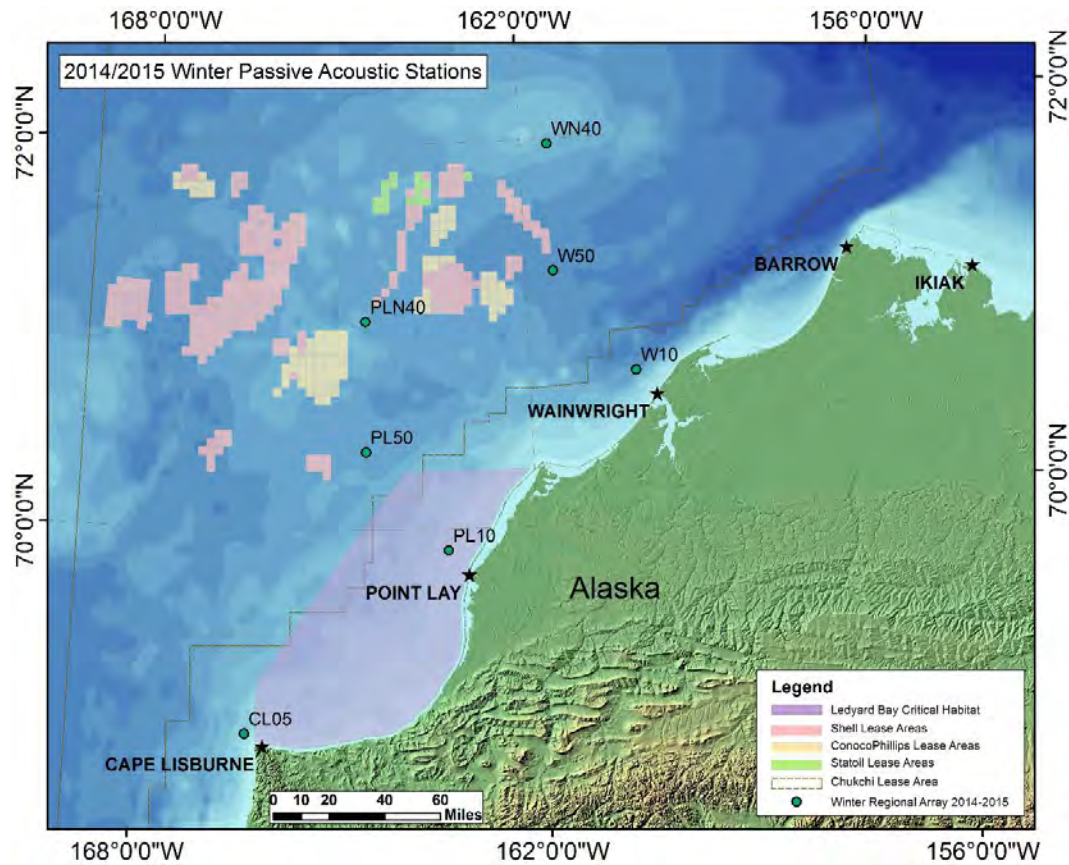 168°0'0"W 162°0'0"W 156°0'0"W
2014/2015 Winter Passive Acoustic Stations
72°0'0"N
72°0'0"N
WN40
W50
BARROW
IKIAK
PLN40
W10
WAINWRIGHT
PL50
70°0'0"N
70°0'0"N
PL10
POINT LAY
Alaska
CL05
CAPE LISBURNE
Legend
Ledyard Bay Critical Habitat
Shell Lease Areas
ConocoPhillips Lease Areas
Statoil Lease Areas
Chukchi Lease Area
Winter Regional Array 2014-2015
0 10 20 40 60
Miles
168°0'0"W 162°0'0"W 156°0'0"W